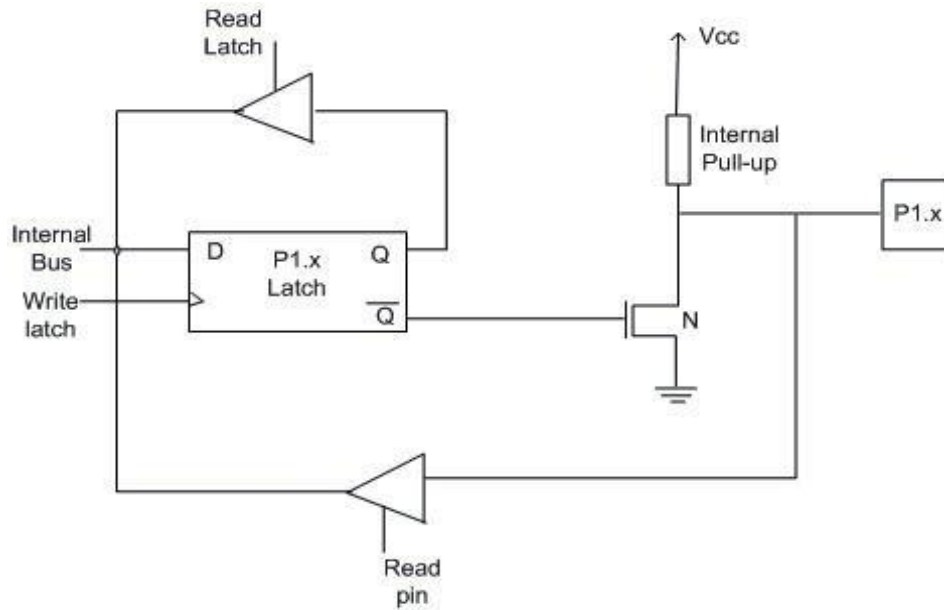 Read
Latch
Vcc
Internal
Pull-up
P1.x
Internal
Bus
D
P1.x
Latch
Q
Write
latch
Q̅
N
Read
pin